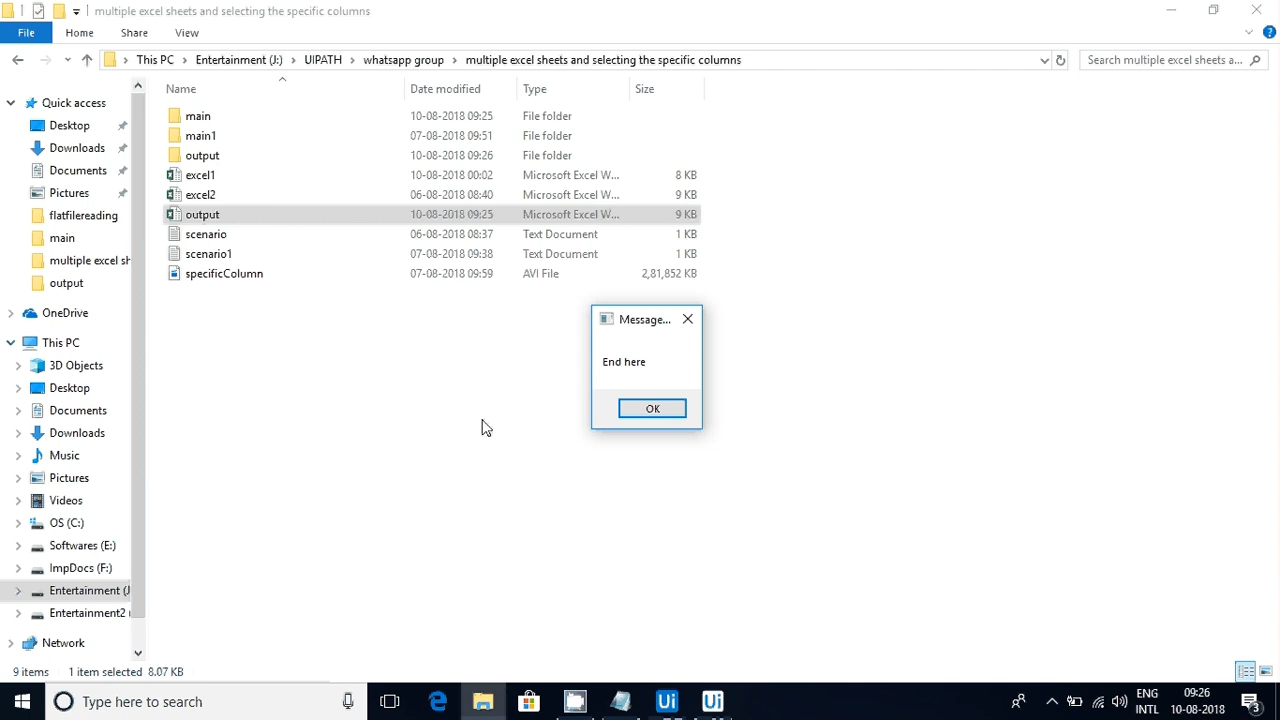 multiple excel sheets and selecting the specific columns
File Home Share View
This PC Entertainment (J:) UIPATH whatsapp group multiple excel sheets and selecting the specific columns
Search multiple excel sheets a...
Name Date modified Type Size
Quick access
Desktop
Downloads
Documents
Pictures
flatfilereading
main
multiple excel sh
output
OneDrive
This PC
3D Objects
Desktop
Documents
Downloads
Music
Pictures
Videos
OS (C:)
Softwares (E:)
ImpDocs (F:)
Entertainment (J
Entertainment2
Network
main 10-08-2018 09:25 File folder
main1 07-08-2018 09:51 File folder
output 10-08-2018 09:26 File folder
excel1 10-08-2018 00:02 Microsoft Excel W... 8 KB
excel2 06-08-2018 08:40 Microsoft Excel W... 9 KB
output 10-08-2018 09:25 Microsoft Excel W... 9 KB
scenario 06-08-2018 08:37 Text Document 1 KB
scenario1 07-08-2018 09:38 Text Document 1 KB
specificColumn 07-08-2018 09:59 AVI File 2,81,852 KB
Message...
End here
OK
9 items 1 item selected 8.07 KB
Type here to search
Ui Ui
ENG
INTL
09:26
10-08-2018
3